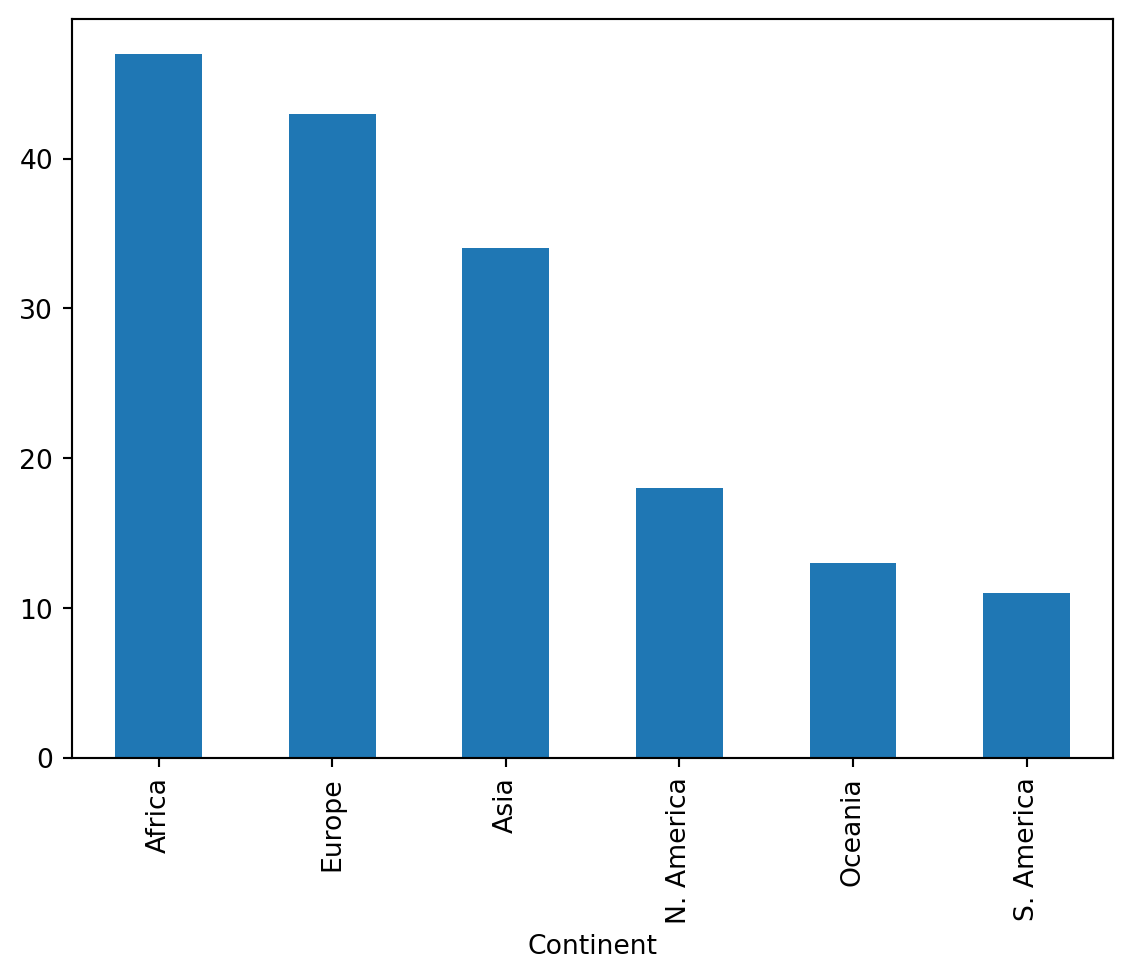 40
30
20
10
0
Africa
Europe
Asia
N. America
Oceania
S. America
Continent